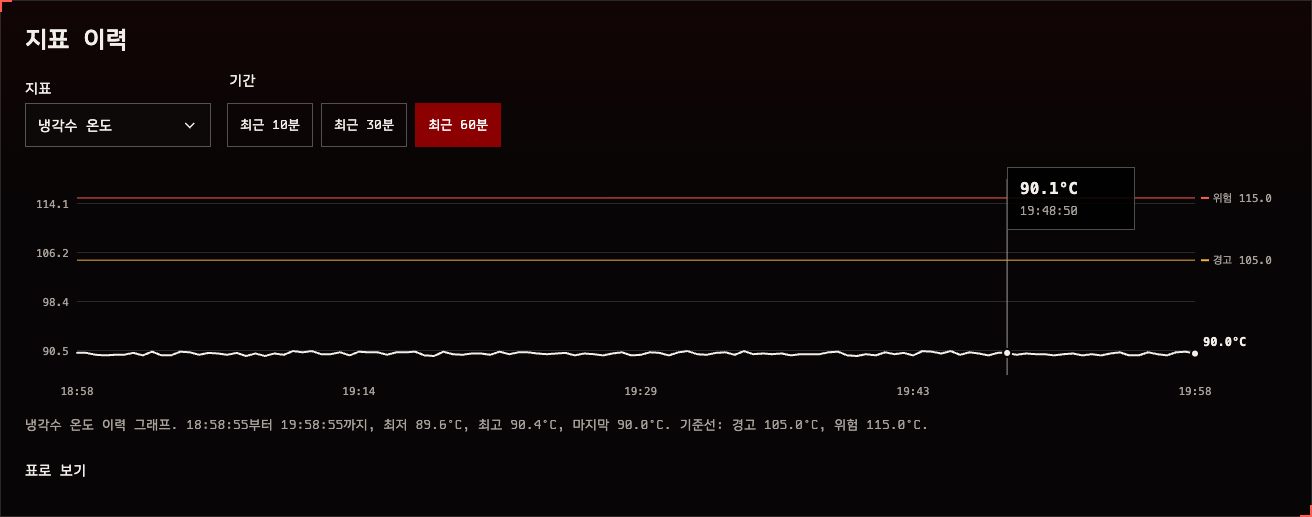 지표 이력
지표
기간
냉각수 온도
최근 10분
최근 30분
최근 60분
90.1°C
19:48:50
114.1
위험 115.0
106.2
경고 105.0
98.4
90.5
90.0°C
18:58
19:14
19:29
19:43
19:58
냉각수 온도 이력 그래프. 18:58:55부터 19:58:55까지, 최저 89.6°C, 최고 90.4°C, 마지막 90.0°C. 기준선: 경고 105.0°C, 위험 115.0°C.
표로 보기